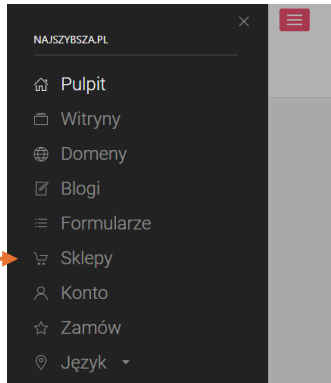 NAJSZYBSZA.PL
Pulpit
Witryny
Domeny
Blogi
Formularze
Sklepy
Konto
Zamów
Język